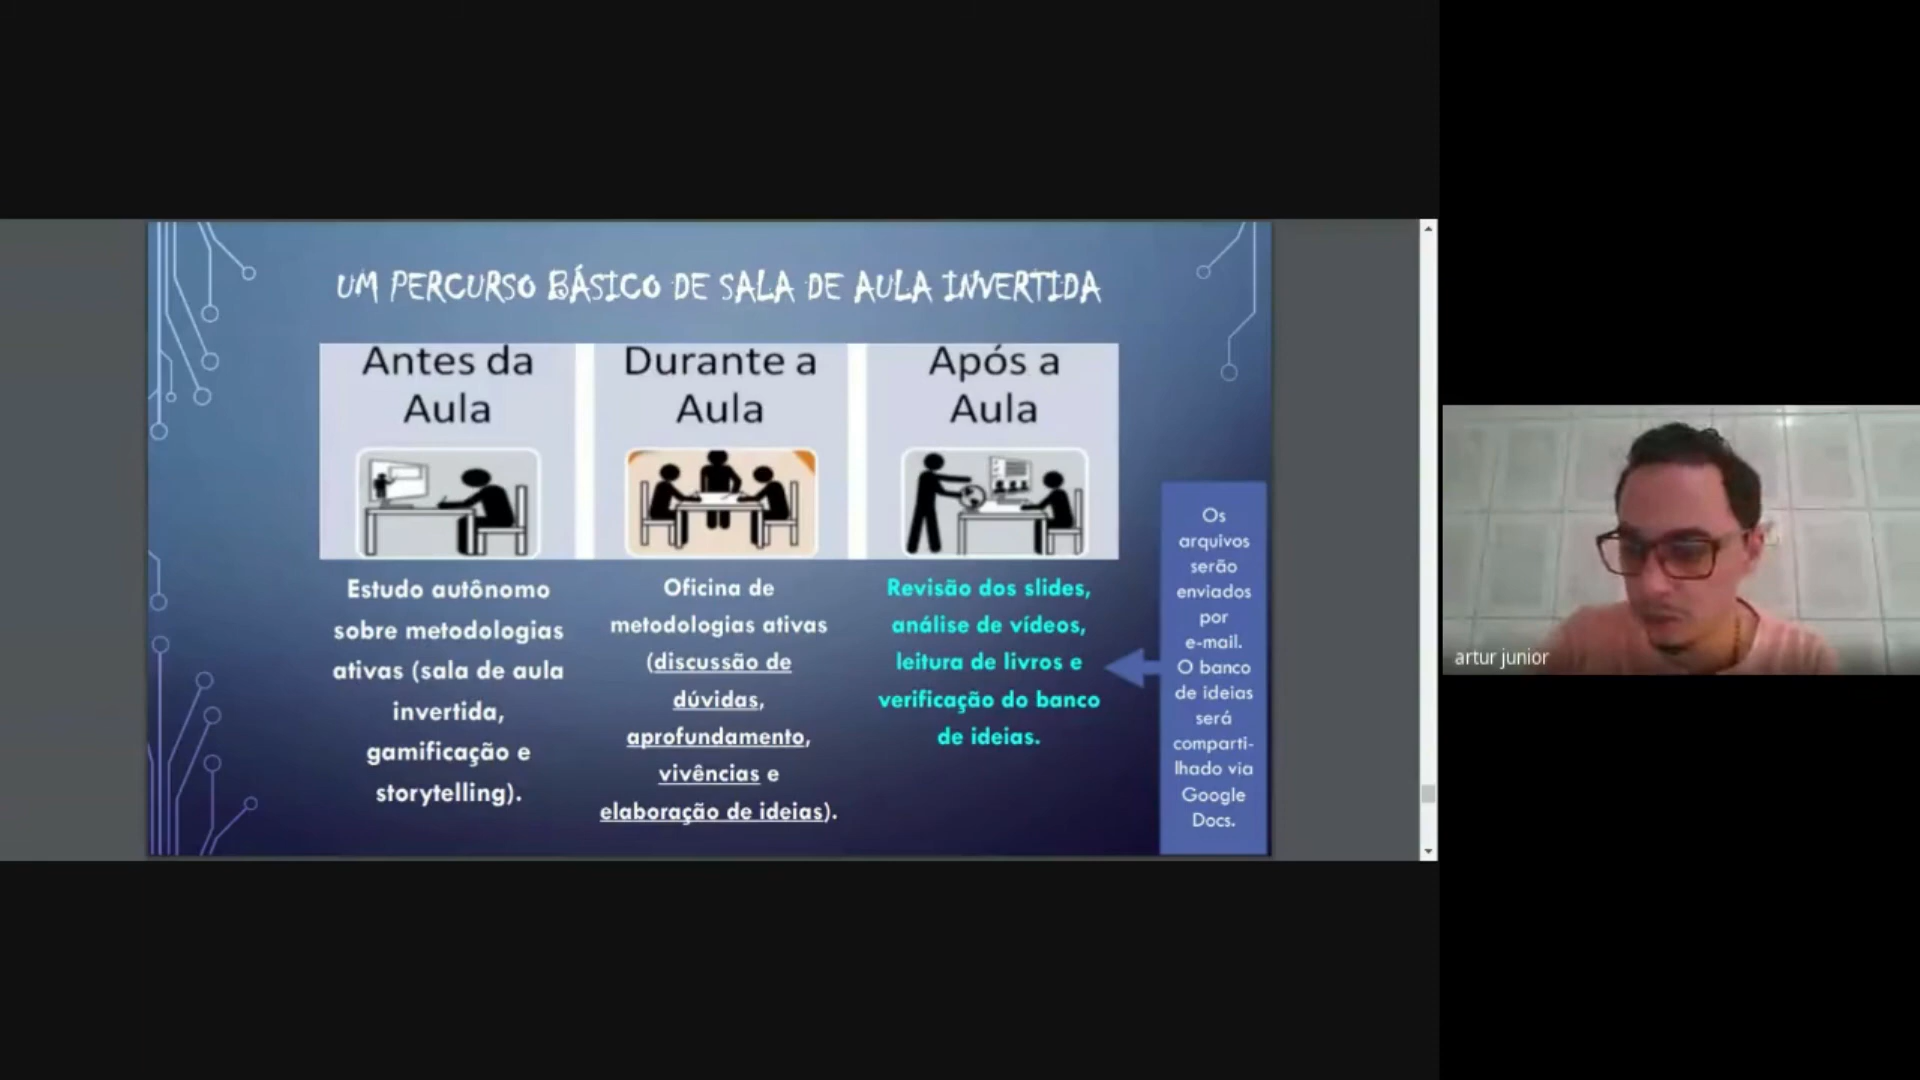 UM PERCURSO BÁSICO DE SALA DE AULA INVERTIDA
Antes da
Aula
Durante a
Aula
Após a
Aula
Estudo autônomo
sobre metodologias
ativas (sala de aula
invertida,
gamificação e
storytelling).
Oficina de
metodologias ativas
(discussão de
dúvidas,
aprofundamento,
vivências e
elaboração de ideias).
Revisão dos slides,
análise de vídeos,
leitura de livros e
verificação do banco
de ideias.
Os
arquivos
serão
enviados
por
e-mail.
O banco
de ideias
será
comparti-
lhado via
Google
Docs.
artur junior